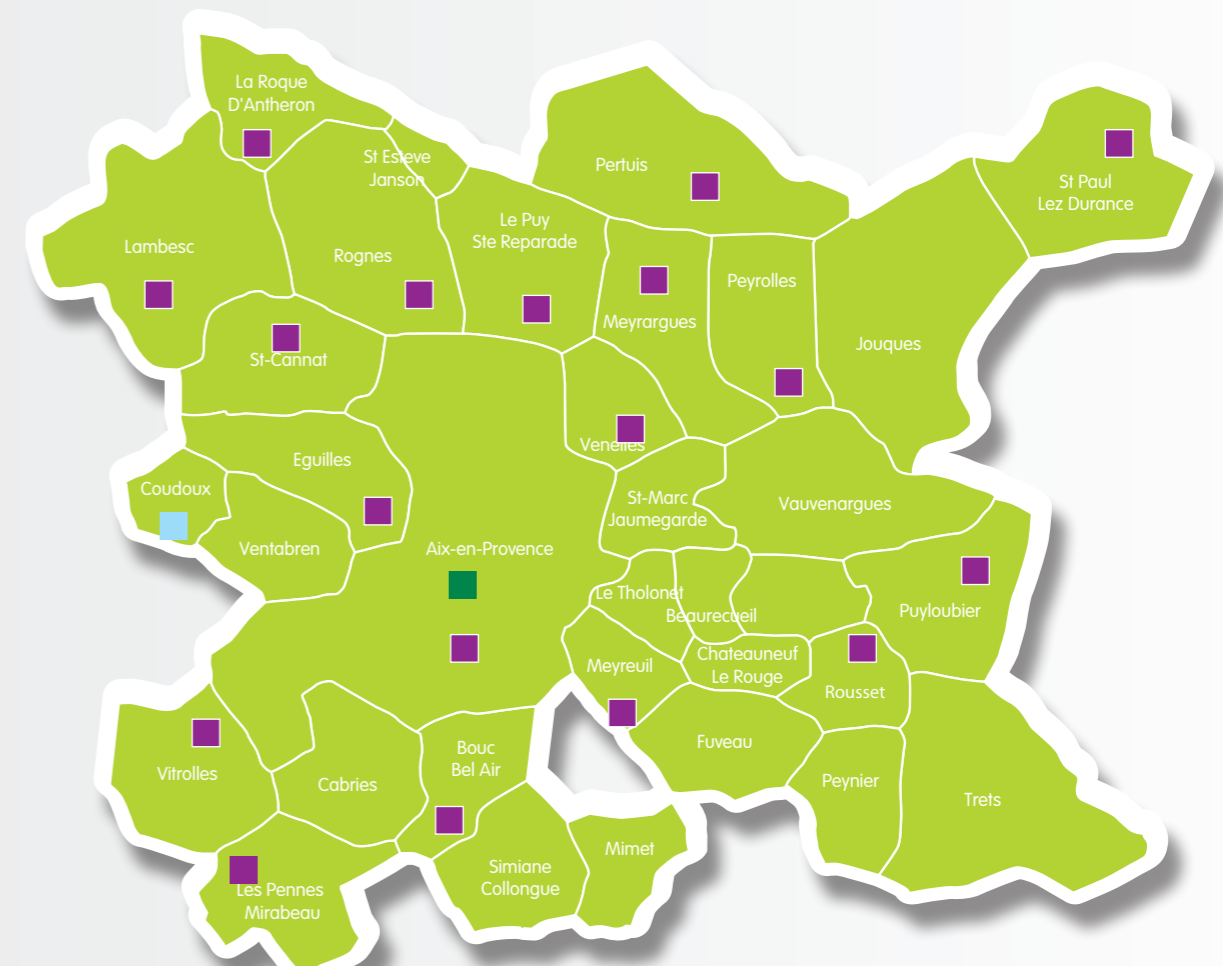 La Roque
D'Antheron
St Esteve
Janson
Pertuis
St Paul
Lez Durance
Le Puy
Ste Reparade
Lambesc
Rognes
Peyrolles
Meyrargues
Jouques
St-Cannat
Venelles
Eguilles
Coudoux
St-Marc
Jaumegarde
Vauvenargues
Ventabren
Aix-en-Provence
Le Tholonet
Beaurecueil
Puyloubier
Meyreuil
Chateauneuf
Le Rouge
Rousset
Fuveau
Bouc
Bel Air
Vitrolles
Cabries
Peynier
Trets
Mimet
Simiane
Collongue
Les Pennes
Mirabeau